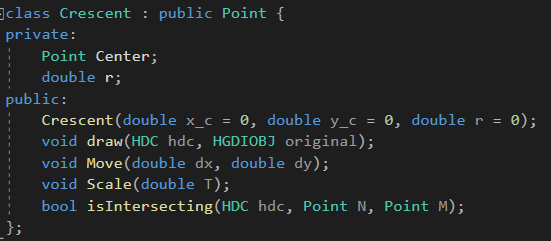 class Crescent : public Point {
private:
    Point Center;
    double r;
public:
    Crescent(double x_c = 0, double y_c = 0, double r = 0);
    void draw(HDC hdc, HGDIOBJ original);
    void Move(double dx, double dy);
    void Scale(double T);
    bool isIntersecting(HDC hdc, Point N, Point M);
};